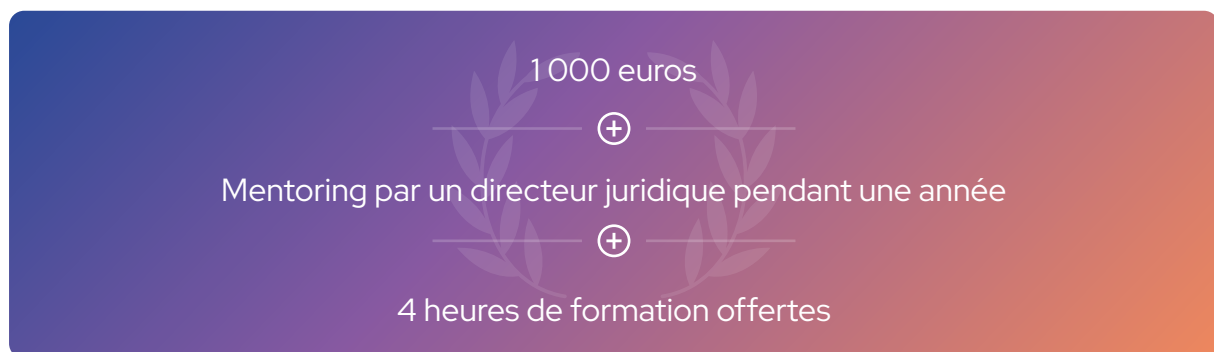 1 000 euros
Mentoring par un directeur juridique pendant une année
4 heures de formation offertes